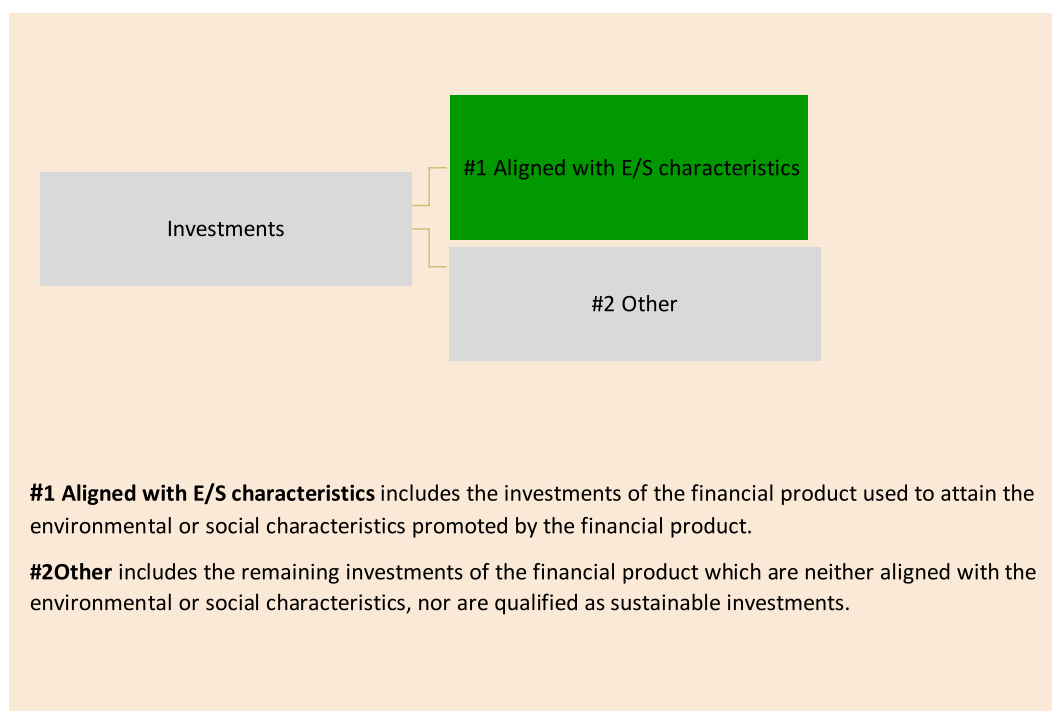 #1 Aligned with E/S characteristics
Investments
#2 Other
#1 Aligned with E/S characteristics includes the investments of the financial product used to attain the
environmental or social characteristics promoted by the financial product.
#2Other includes the remaining investments of the financial product which are neither aligned with the
environmental or social characteristics, nor are qualified as sustainable investments.